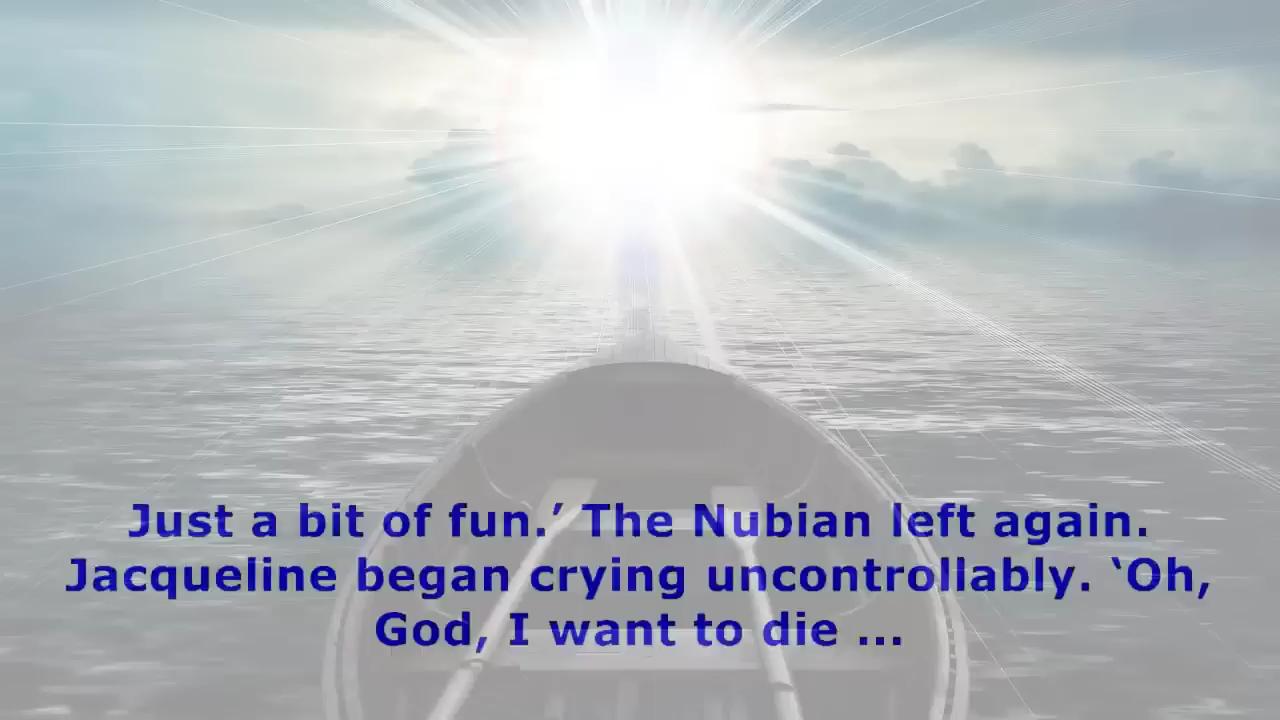 Just a bit of fun.’ The Nubian left again.
Jacqueline began crying uncontrollably. ‘Oh,
God, I want to die ...